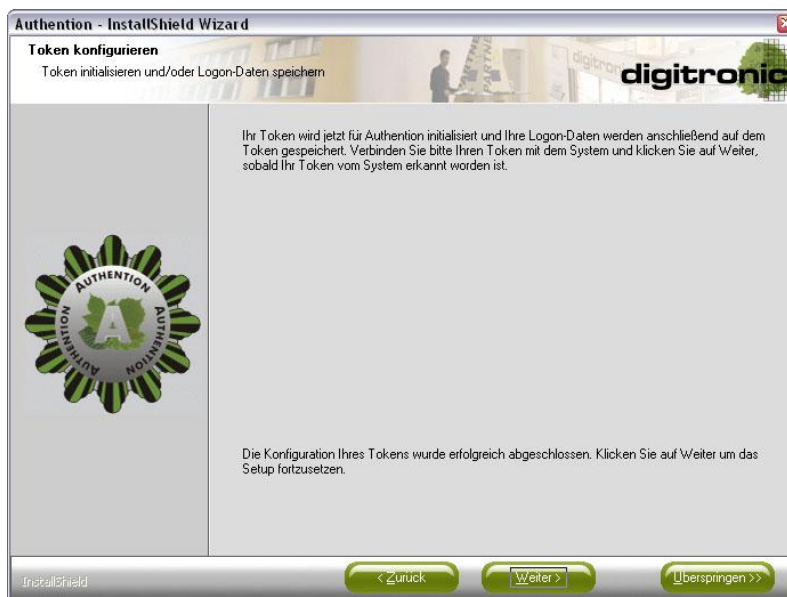 Authention - InstallShield Wizard
Token konfigurieren
Token initialisieren und/oder Logon-Daten speichern
PARTNER
digitronic
digitronic
Ihr Token wird jetzt für Authention initialisiert und Ihre Logon-Daten werden anschließend auf dem
Token gespeichert. Verbinden Sie bitte Ihren Token mit dem System und klicken Sie auf Weiter,
sobald Ihr Token vom System erkannt worden ist.
AUTHENTION
AUTHENTION
AUTHENTION
AUTHENTION
A
Die Konfiguration Ihres Tokens wurde erfolgreich abgeschlossen. Klicken Sie auf Weiter um das
Setup fortzusetzen.
InstallShield
< Zurück
Weiter >
Überspringen >>